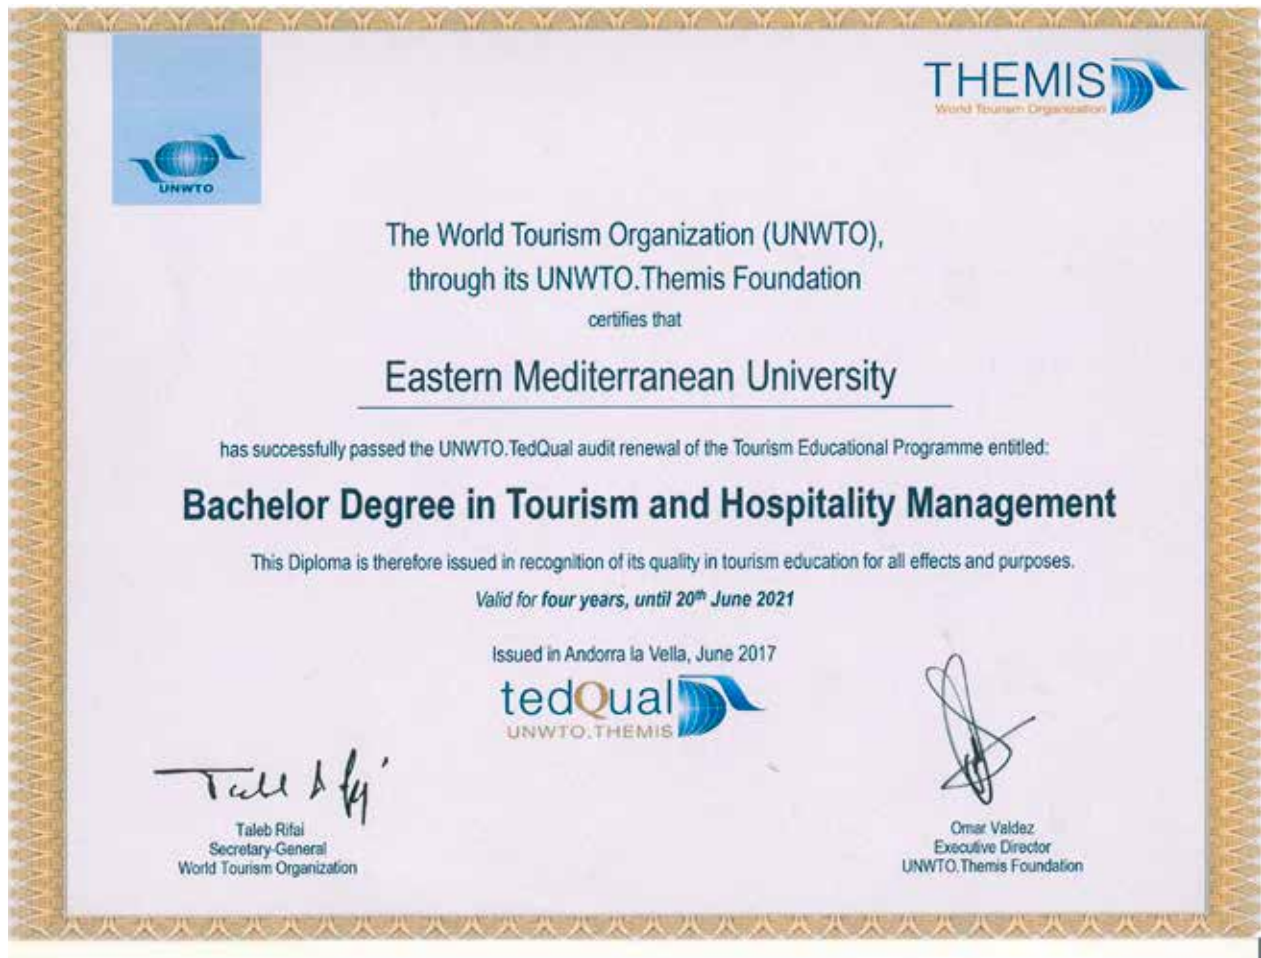 THEMIS
World Tourism Organization
UNWTO
The World Tourism Organization (UNWTO),
through its UNWTO.Themis Foundation
certifies that
Eastern Mediterranean University
has successfully passed the UNWTO.TedQual audit renewal of the Tourism Educational Programme entitled:
Bachelor Degree in Tourism and Hospitality Management
This Diploma is therefore issued in recognition of its quality in tourism education for all effects and purposes.
Valid for four years, until 20th June 2021
Issued in Andorra la Vella, June 2017
tedQual
UNWTO.THEMIS
Taleb Rifai
Secretary-General
World Tourism Organization
Omar Valdez
Executive Director
UNWTO.Themis Foundation